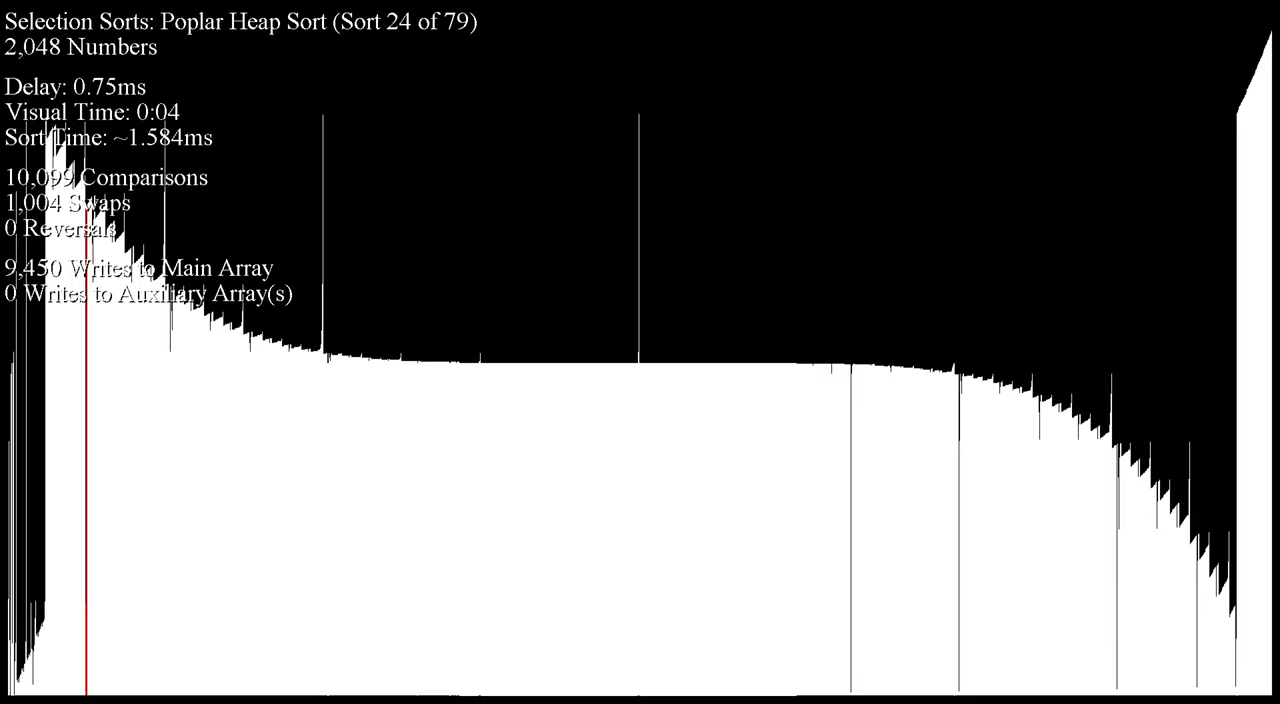 Selection Sorts: Poplar Heap Sort (Sort 24 of 79)
2,048 Numbers
Delay: 0.75ms
Visual Time: 0:04
Sort Time: ~1.584ms
10,099 Comparisons
1,004 Swaps
0 Reversals
9,450 Writes to Main Array
0 Writes to Auxiliary Array(s)